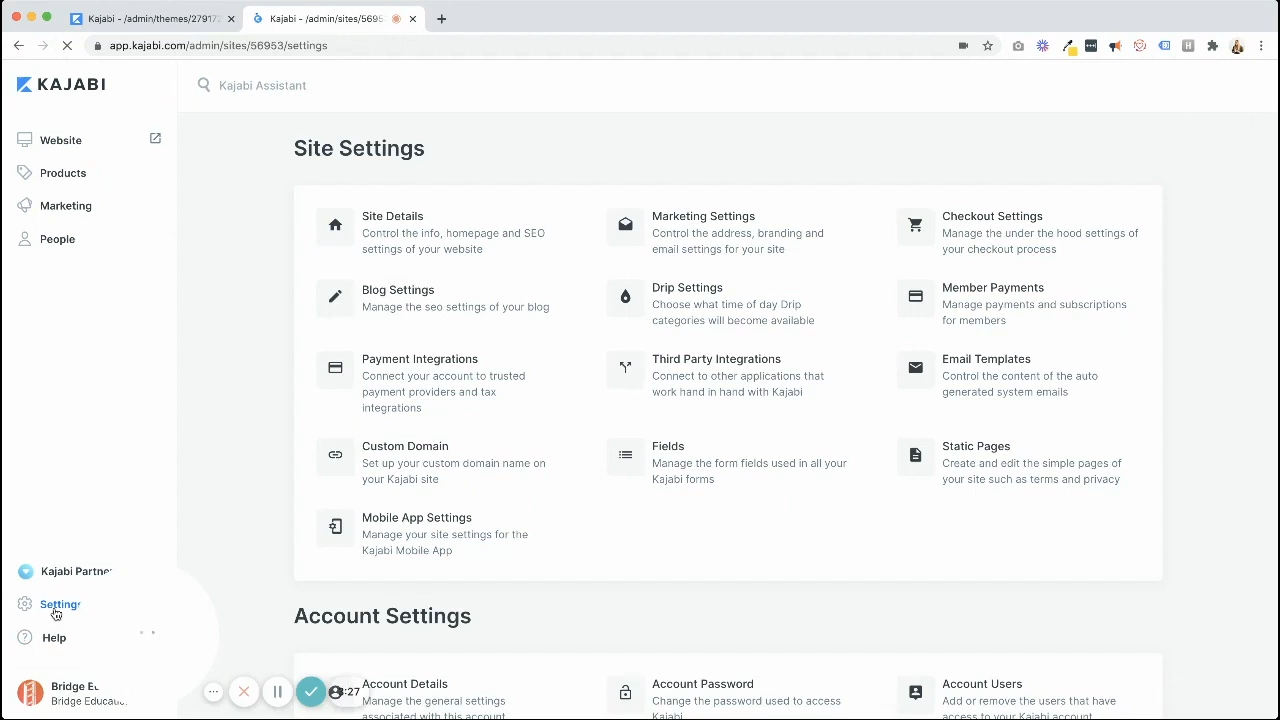 Kajabi - /admin/themes/27917
Kajabi - /admin/sites/5695
app.kajabi.com/admin/sites/56953/settings
KAJABI
Kajabi Assistant
Website
Products
Marketing
People
Site Settings
Site Details
Control the info, homepage and SEO
settings of your website
Marketing Settings
Control the address, branding and
email settings for your site
Checkout Settings
Manage the under the hood settings of
your checkout process
Blog Settings
Manage the seo settings of your blog
Drip Settings
Choose what time of day Drip
categories will become available
Member Payments
Manage payments and subscriptions
for members
Payment Integrations
Connect your account to trusted
payment providers and tax
integrations
Third Party Integrations
Connect to other applications that
work hand in hand with Kajabi
Email Templates
Control the content of the auto
generated system emails
Custom Domain
Set up your custom domain name on
your Kajabi site
Fields
Manage the form fields used in all your
Kajabi forms
Static Pages
Create and edit the simple pages of
your site such as terms and privacy
Mobile App Settings
Manage your site settings for the
Kajabi Mobile App
Kajabi Partner
Settings
Help
Bridge
Bridge
:27
Account Settings
Account Details
Manage the general settings
associated with this account
Account Password
Change the password used to access
Kajabi
Account Users
Add or remove the users that have
access to your Kajabi account